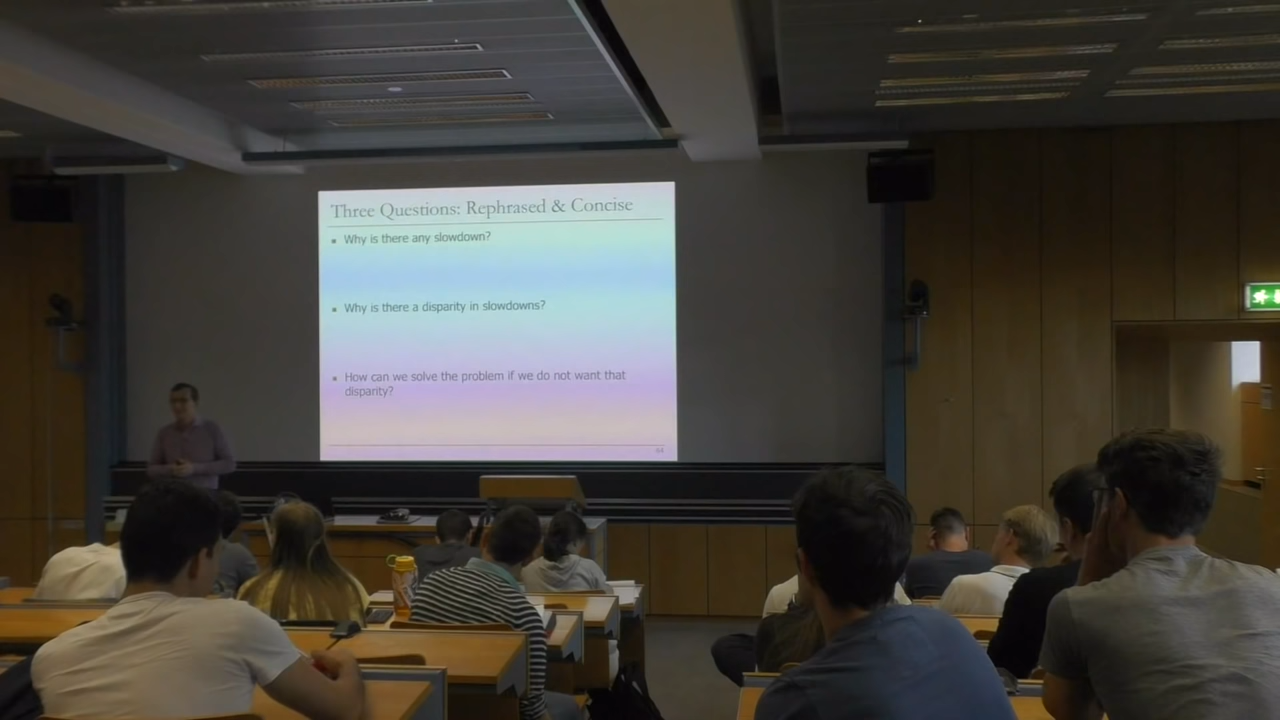 Three Questions: Rephrased & Concise
▪ Why is there any slowdown?
▪ Why is there a disparity in slowdowns?
▪ How can we solve the problem if we do not want that
disparity?